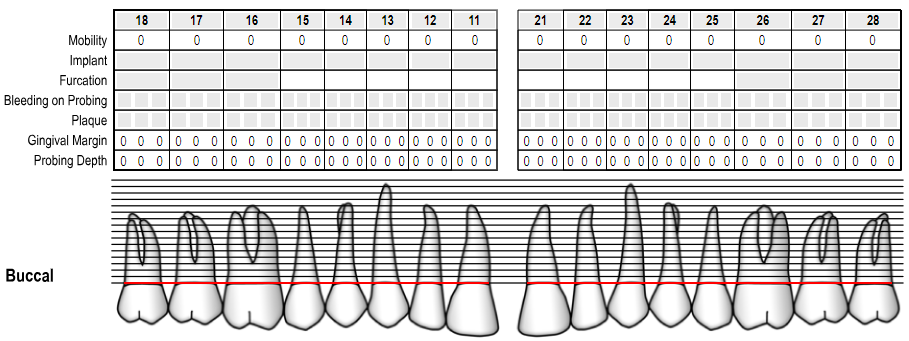 18 17 16 15 14 13 12 11 21 22 23 24 25 26 27 28
Mobility 0 0 0 0 0 0 0 0 0 0 0 0 0 0 0 0
Implant
Furcation
Bleeding on Probing
Plaque
Gingival Margin 0 0 0 0 0 0 0 0 0 0 0 0 0 0 0 0 0 0 0 0 0 0 0 0 0 0 0 0 0 0 0 0 0 0 0 0 0 0 0 0 0 0 0 0 0 0 0 0
Probing Depth 0 0 0 0 0 0 0 0 0 0 0 0 0 0 0 0 0 0 0 0 0 0 0 0 0 0 0 0 0 0 0 0 0 0 0 0 0 0 0 0 0 0 0 0 0 0 0 0
Buccal